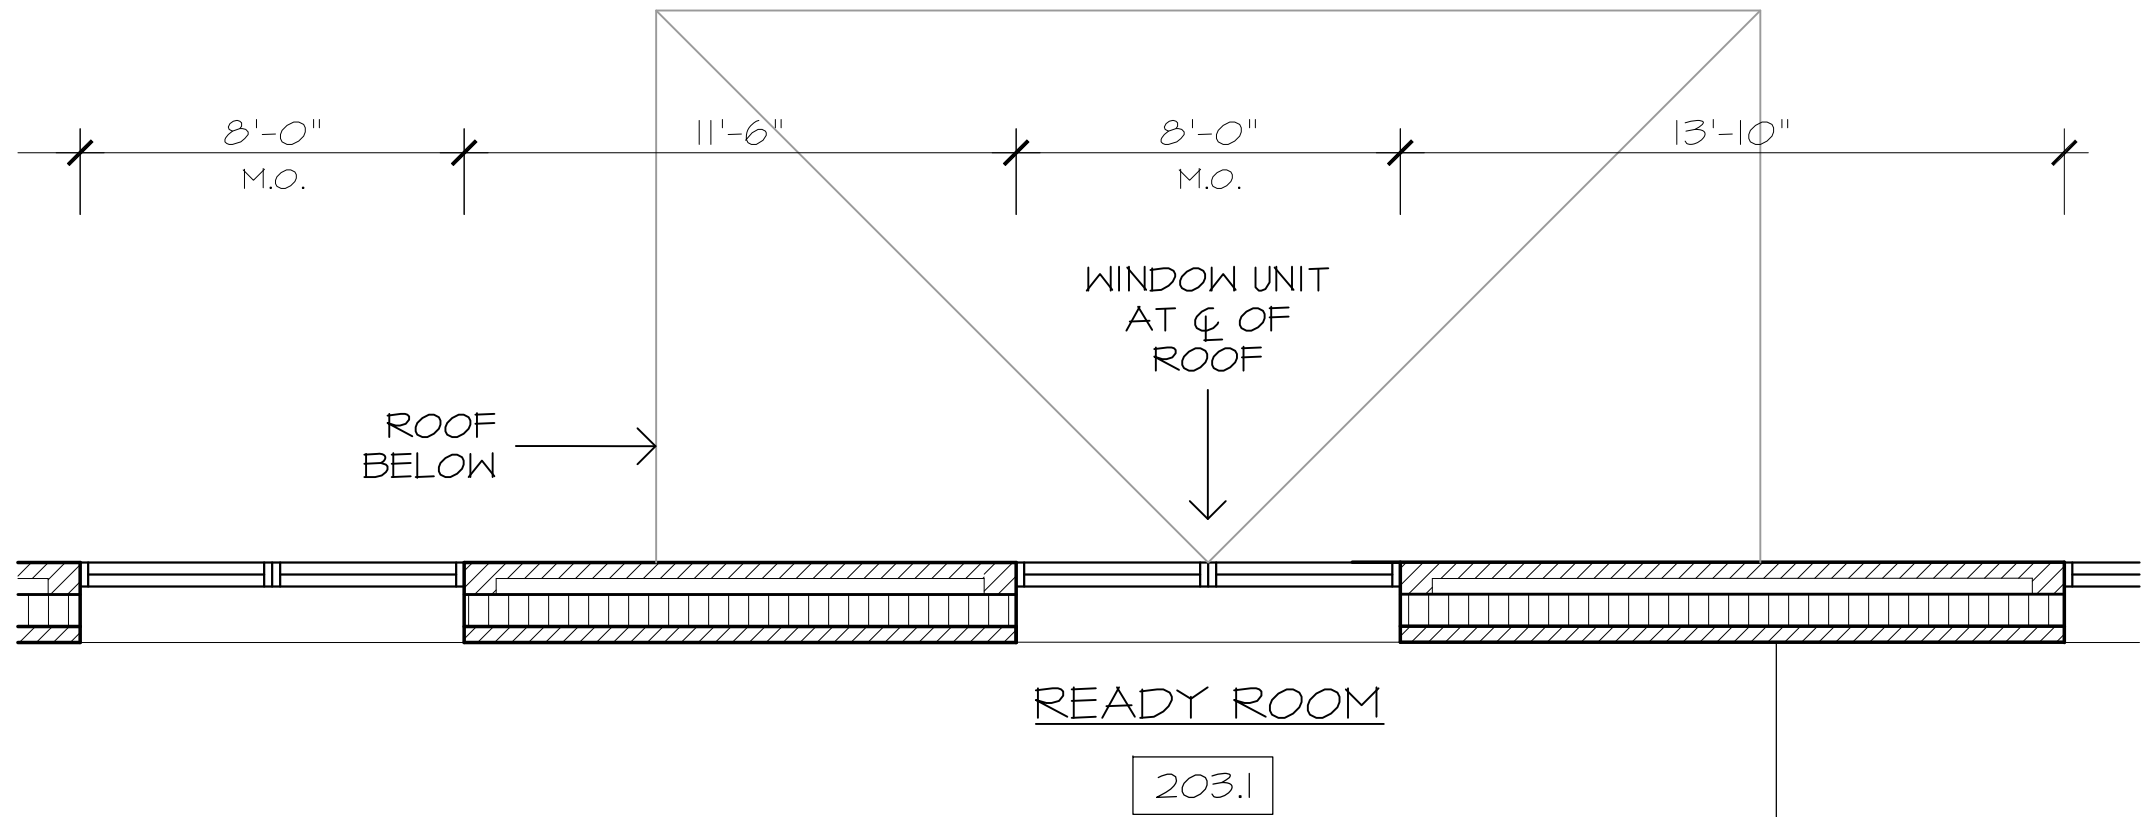 8'-0" 11'-6" 8'-0" 13'-10"
M.O. M.O.
WINDOW UNIT
AT ℄ OF
ROOF
ROOF
BELOW
READY ROOM
203.1